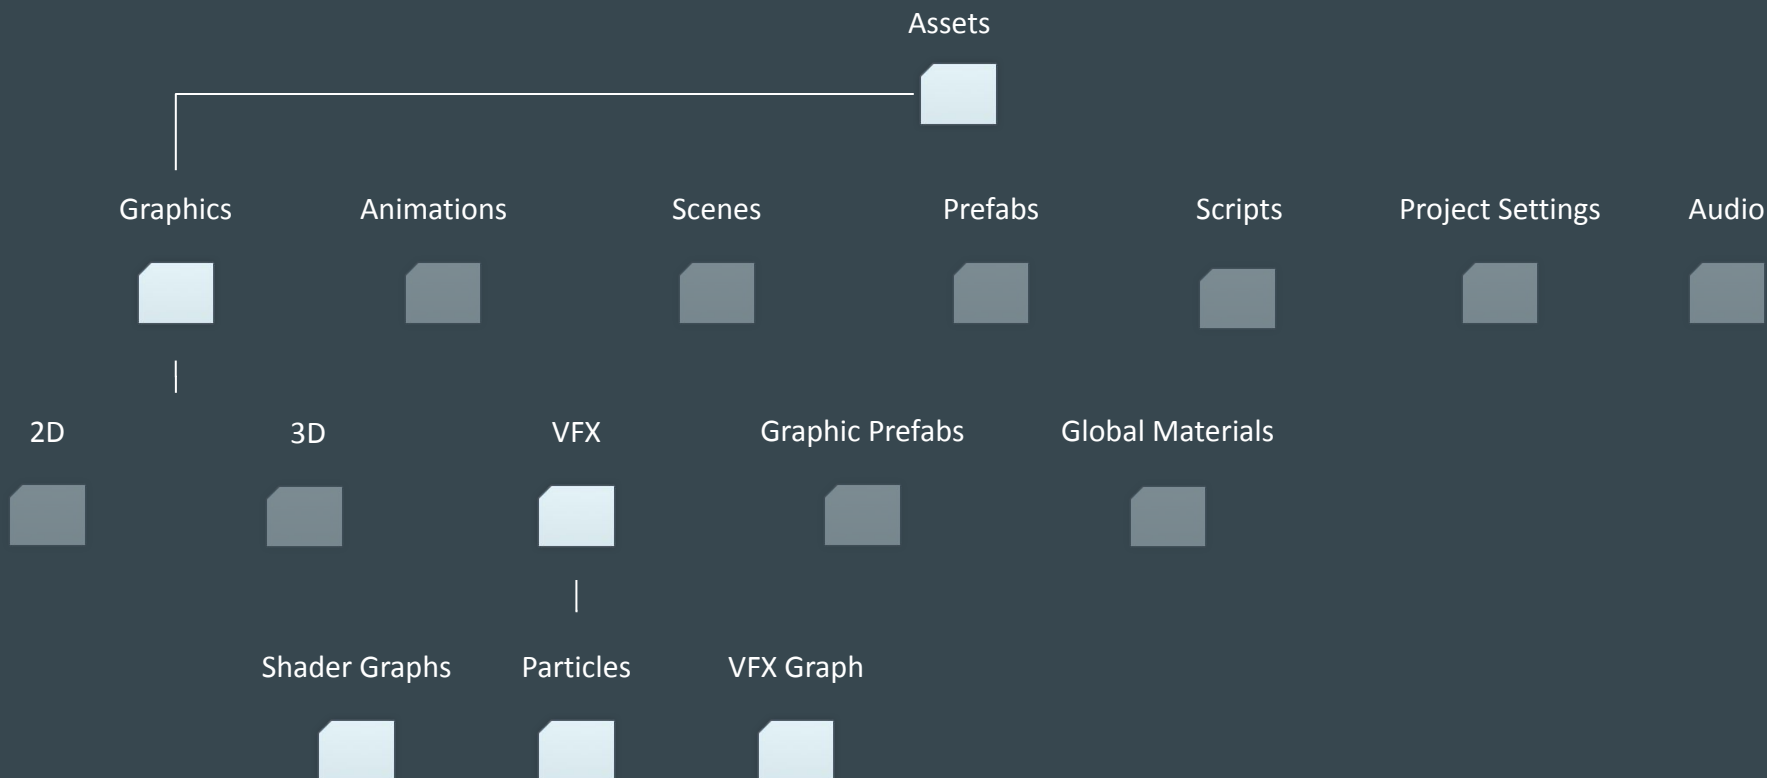 Assets
Graphics Animations Scenes Prefabs Scripts Project Settings Audio
2D 3D VFX Graphic Prefabs Global Materials
Shader Graphs Particles VFX Graph